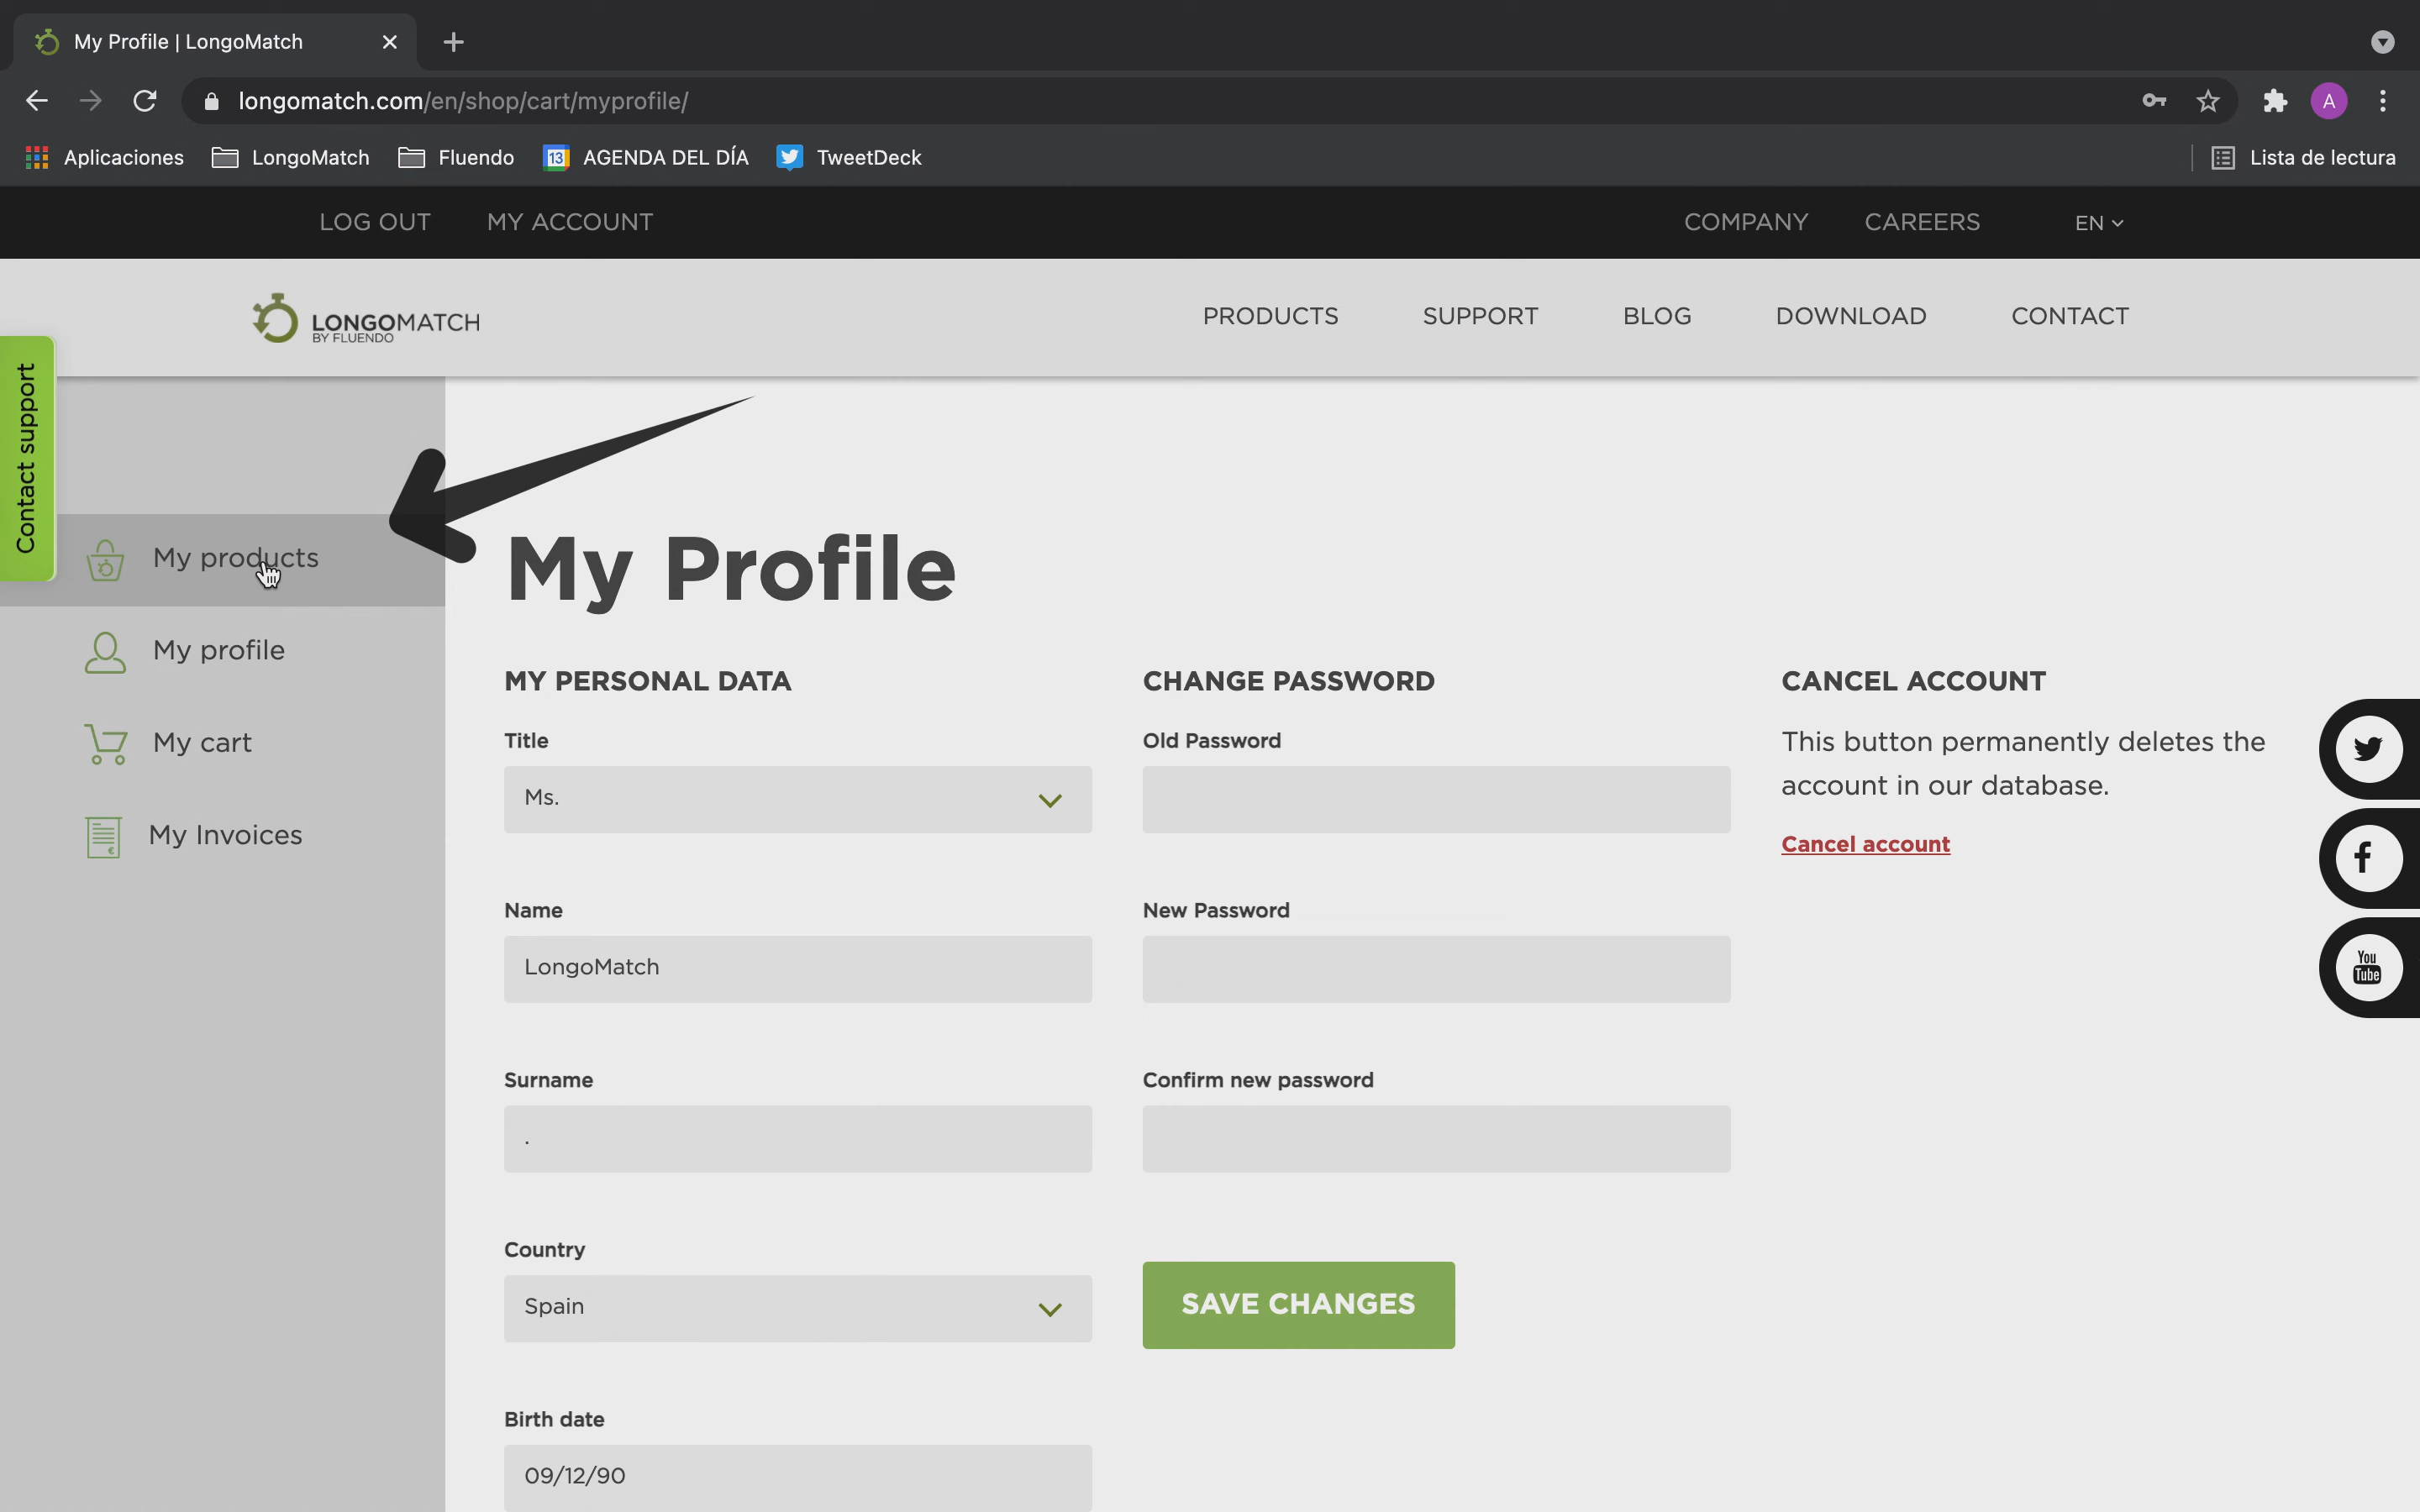 My Profile | LongoMatch
longomatch.com/en/shop/cart/myprofile/
A
Aplicaciones
LongoMatch
Fluendo
13
AGENDA DEL DÍA
TweetDeck
Lista de lectura
LOG OUT
MY ACCOUNT
COMPANY
CAREERS
EN
LONGOMATCH
BY FLUENDO
PRODUCTS
SUPPORT
BLOG
DOWNLOAD
CONTACT
Contact support
My products
My profile
My cart
My Invoices
My Profile
MY PERSONAL DATA
Title
Ms.
Name
LongoMatch
Surname
.
Country
Spain
Birth date
09/12/90
CHANGE PASSWORD
Old Password
New Password
Confirm new password
SAVE CHANGES
CANCEL ACCOUNT
This button permanently deletes the
account in our database.
Cancel account
You
Tube